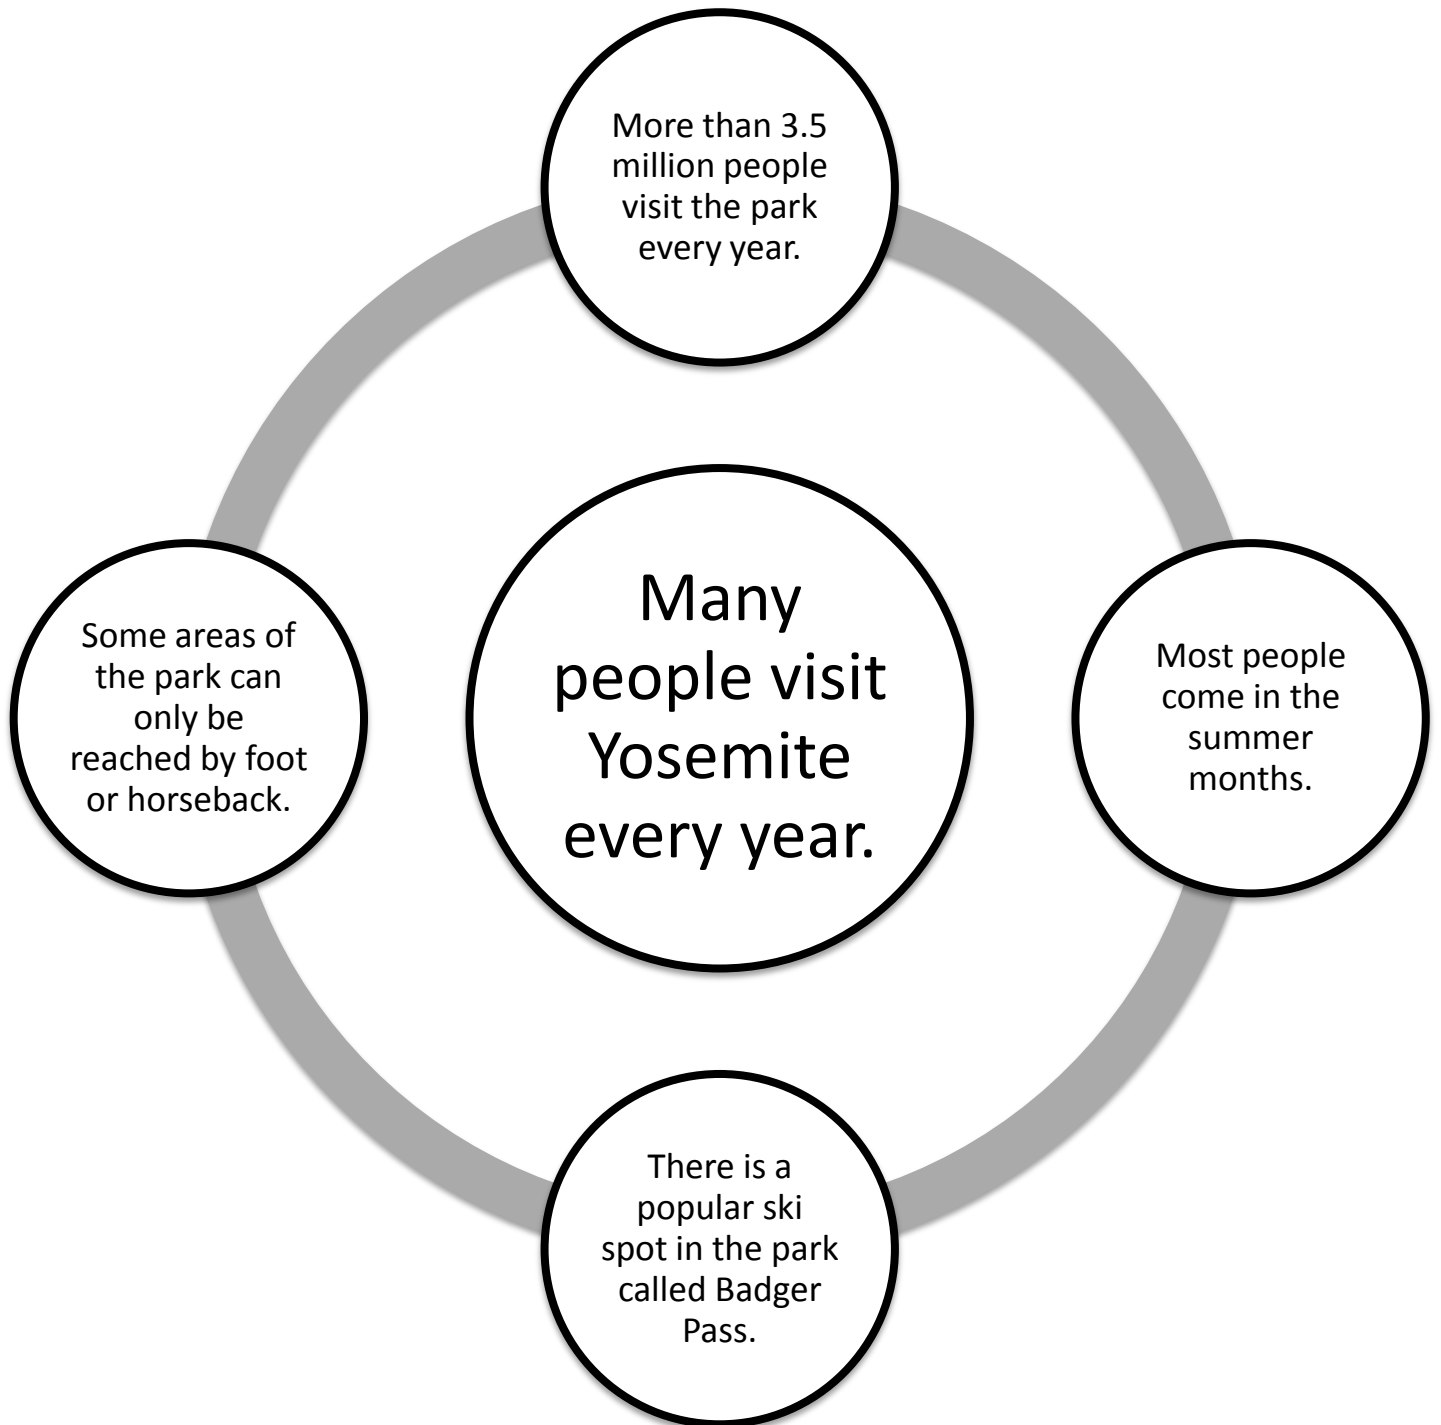 More than 3.5
million people
visit the park
every year.
Many
people visit
Yosemite
every year.
Some areas of
the park can
only be
reached by foot
or horseback.
Most people
come in the
summer
months.
There is a
popular ski
spot in the park
called Badger
Pass.